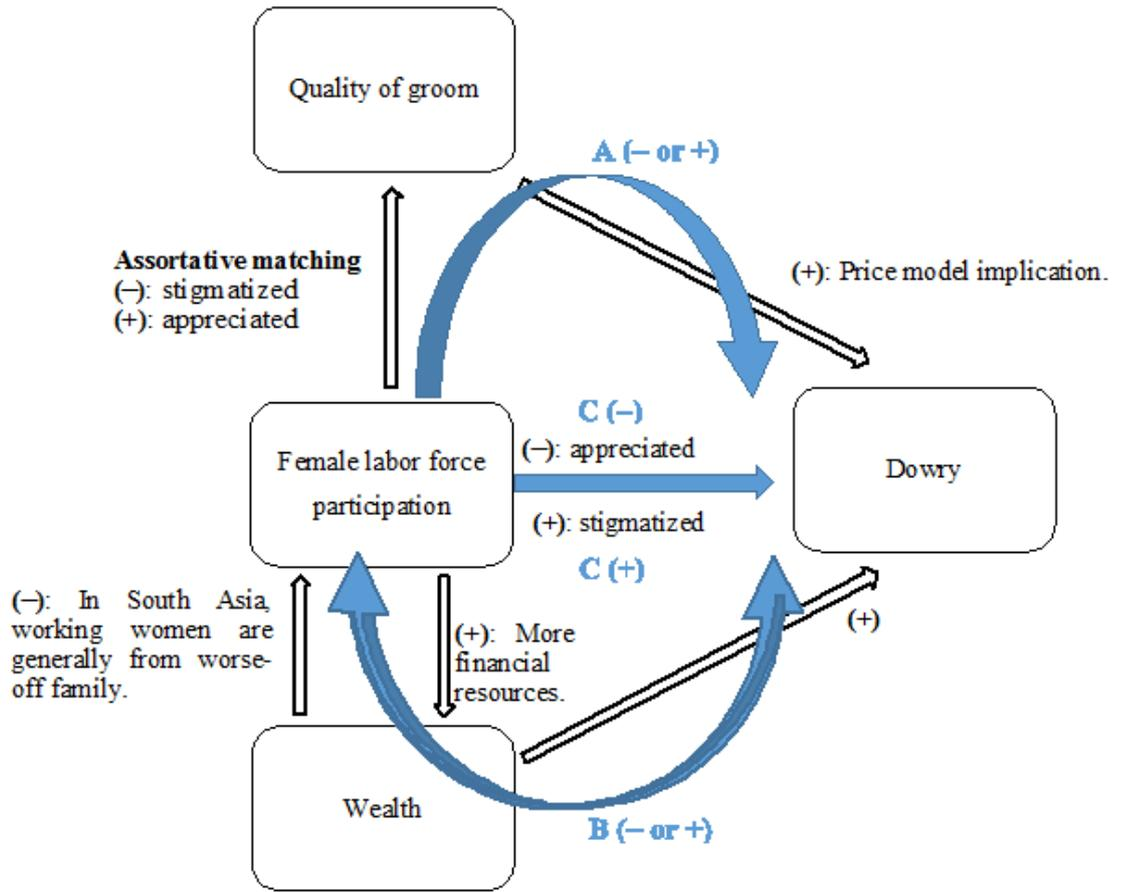 Quality of groom
A (– or +)
Assortative matching
(–): stigmatized
(+): appreciated
(+): Price model implication.
C (–)
(–): appreciated
Female labor force
participation
Dowry
(+): stigmatized
C (+)
(–): In South Asia,
working women are
generally from worse-
off family.
(+): More
financial
resources.
(+)
Wealth
B (– or +)